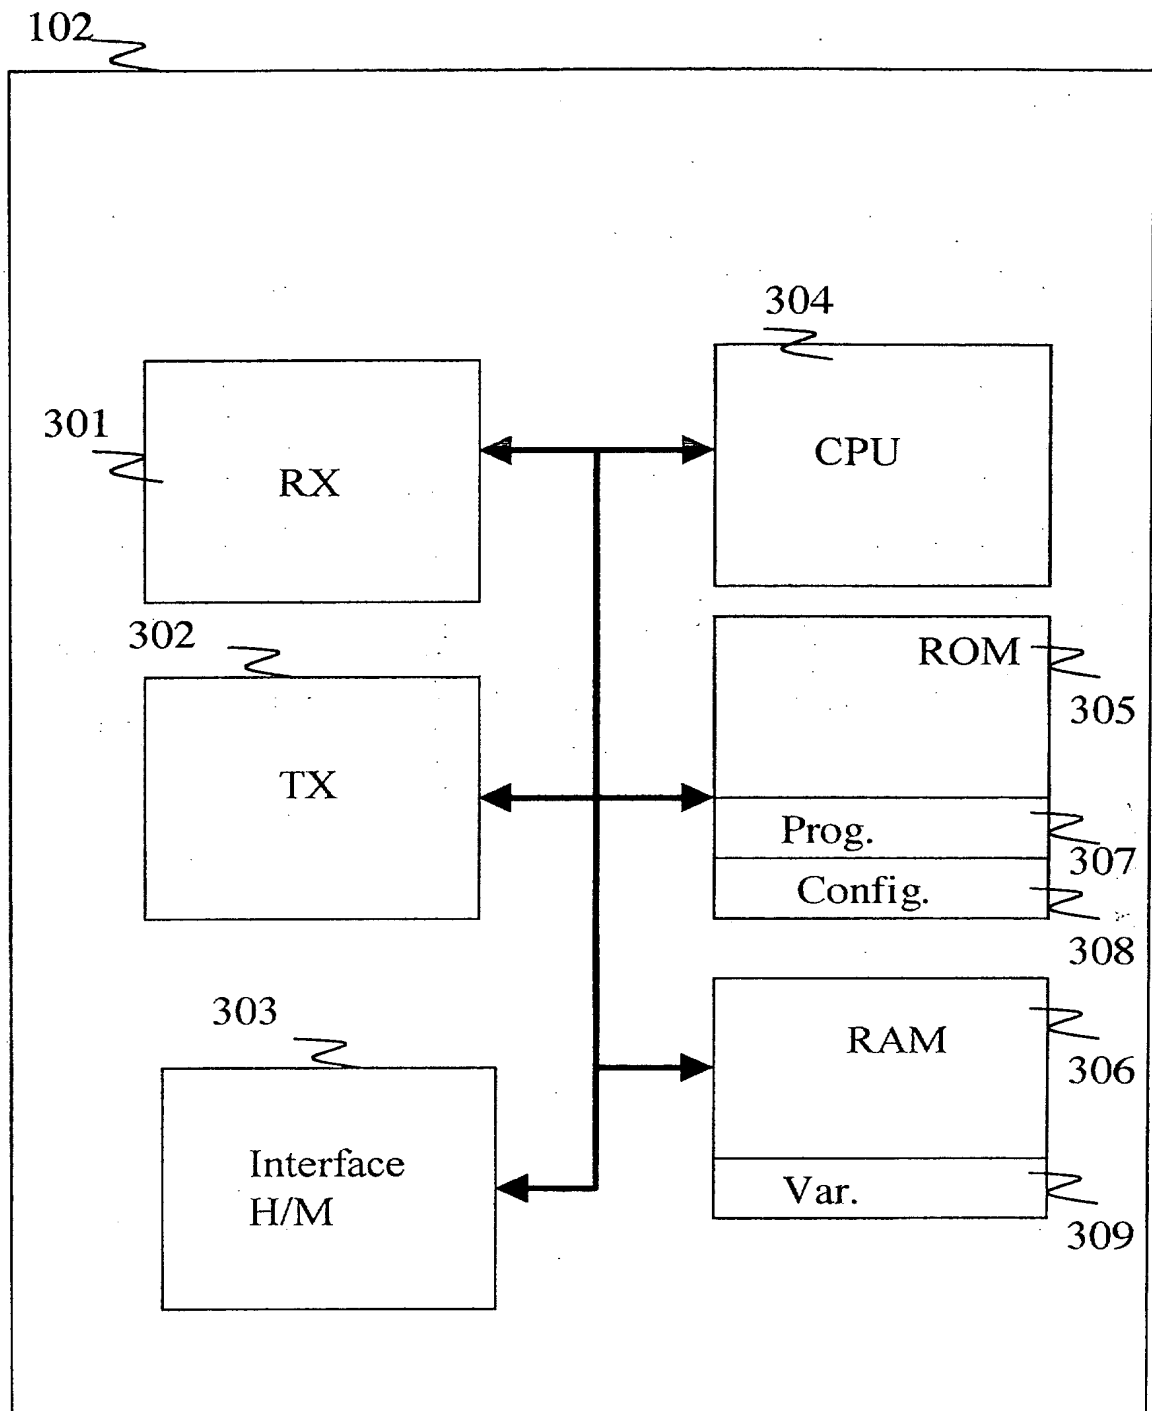 102
304
301
RX
CPU
302
ROM
305
TX
Prog.
307
Config.
308
303
RAM
306
Interface
H/M
Var.
309